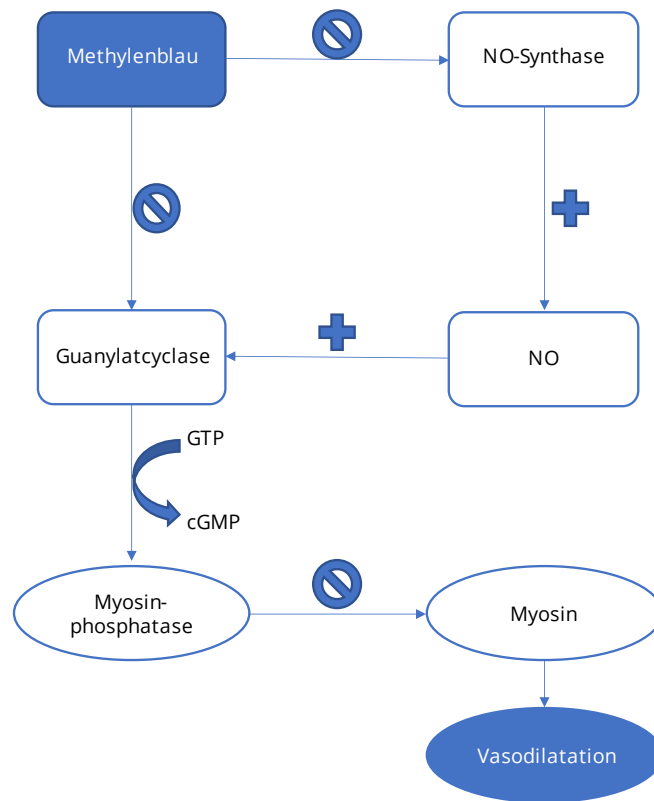 Methylenblau
NO-Synthase
Guanylatcyclase
NO
GTP
cGMP
Myosin-
phosphatase
Myosin
Vasodilatation